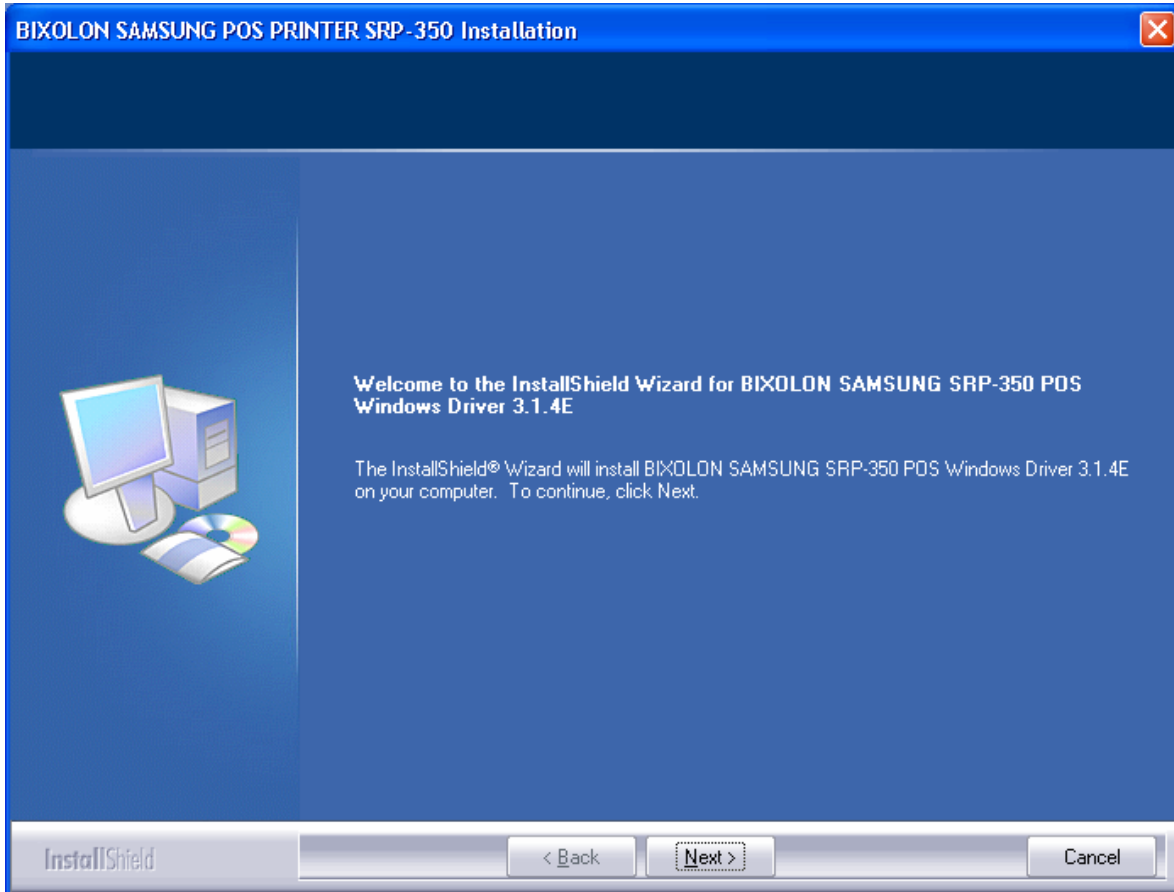 BIXOLON SAMSUNG POS PRINTER SRP-350 Installation
Welcome to the InstallShield Wizard for BIXOLON SAMSUNG SRP-350 POS
Windows Driver 3.1.4E
The InstallShield® Wizard will install BIXOLON SAMSUNG SRP-350 POS Windows Driver 3.1.4E
on your computer. To continue, click Next.
InstallShield
< Back
Next >
Cancel